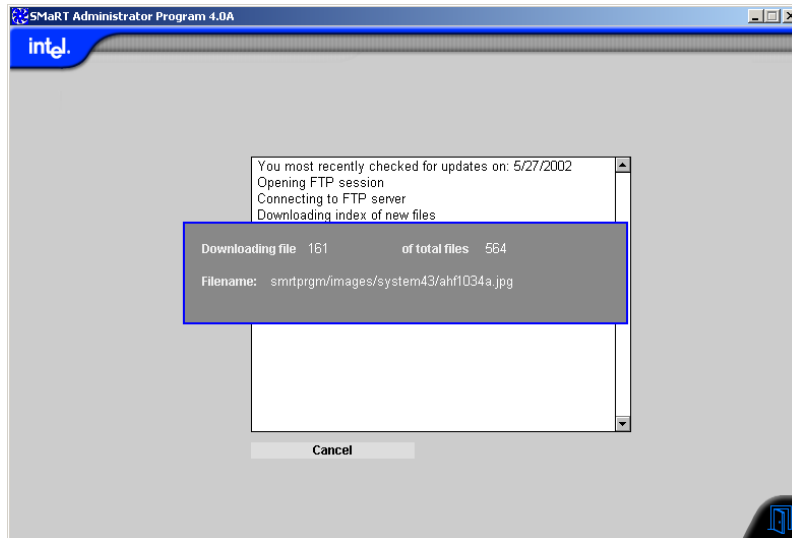 SMaRT Administrator Program 4.0A
intel.
You most recently checked for updates on: 5/27/2002
Opening FTP session
Connecting to FTP server
Downloading index of new files
Downloading file 161 of total files 564
Filename: smrtprgm/images/system43/ahf1034a.jpg
Cancel